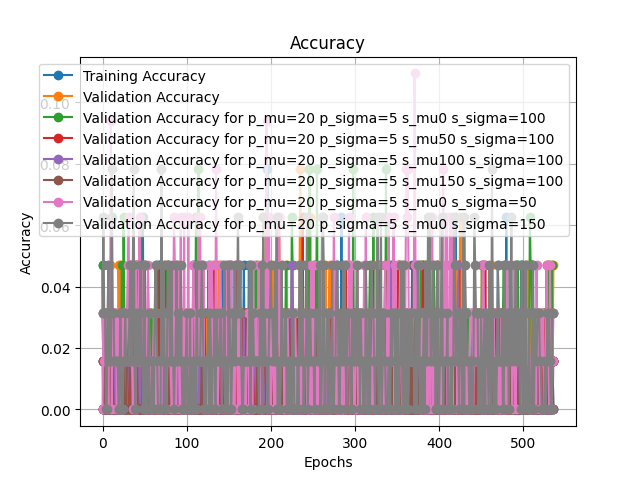 Accuracy
Training Accuracy
Validation Accuracy
Validation Accuracy for p_mu=20 p_sigma=5 s_mu0 s_sigma=100
Validation Accuracy for p_mu=20 p_sigma=5 s_mu50 s_sigma=100
Validation Accuracy for p_mu=20 p_sigma=5 s_mu100 s_sigma=100
Validation Accuracy for p_mu=20 p_sigma=5 s_mu150 s_sigma=100
Validation Accuracy for p_mu=20 p_sigma=5 s_mu0 s_sigma=50
Validation Accuracy for p_mu=20 p_sigma=5 s_mu0 s_sigma=150
0.10
0.08
0.06
0.04
0.02
0.00
Accuracy
0
100
200
300
400
500
Epochs